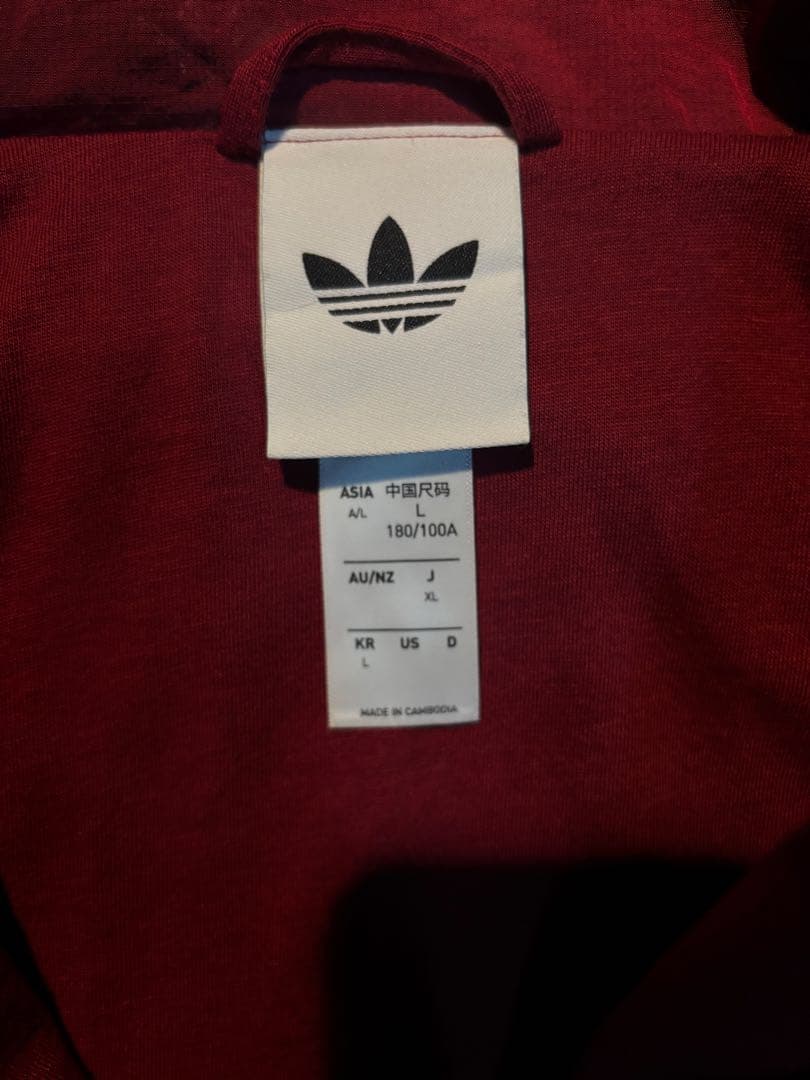 ASIA 中国尺码
A/L L
180/100A
AU/NZ J
XL
KR US D
L
MADE IN CAMBODIA